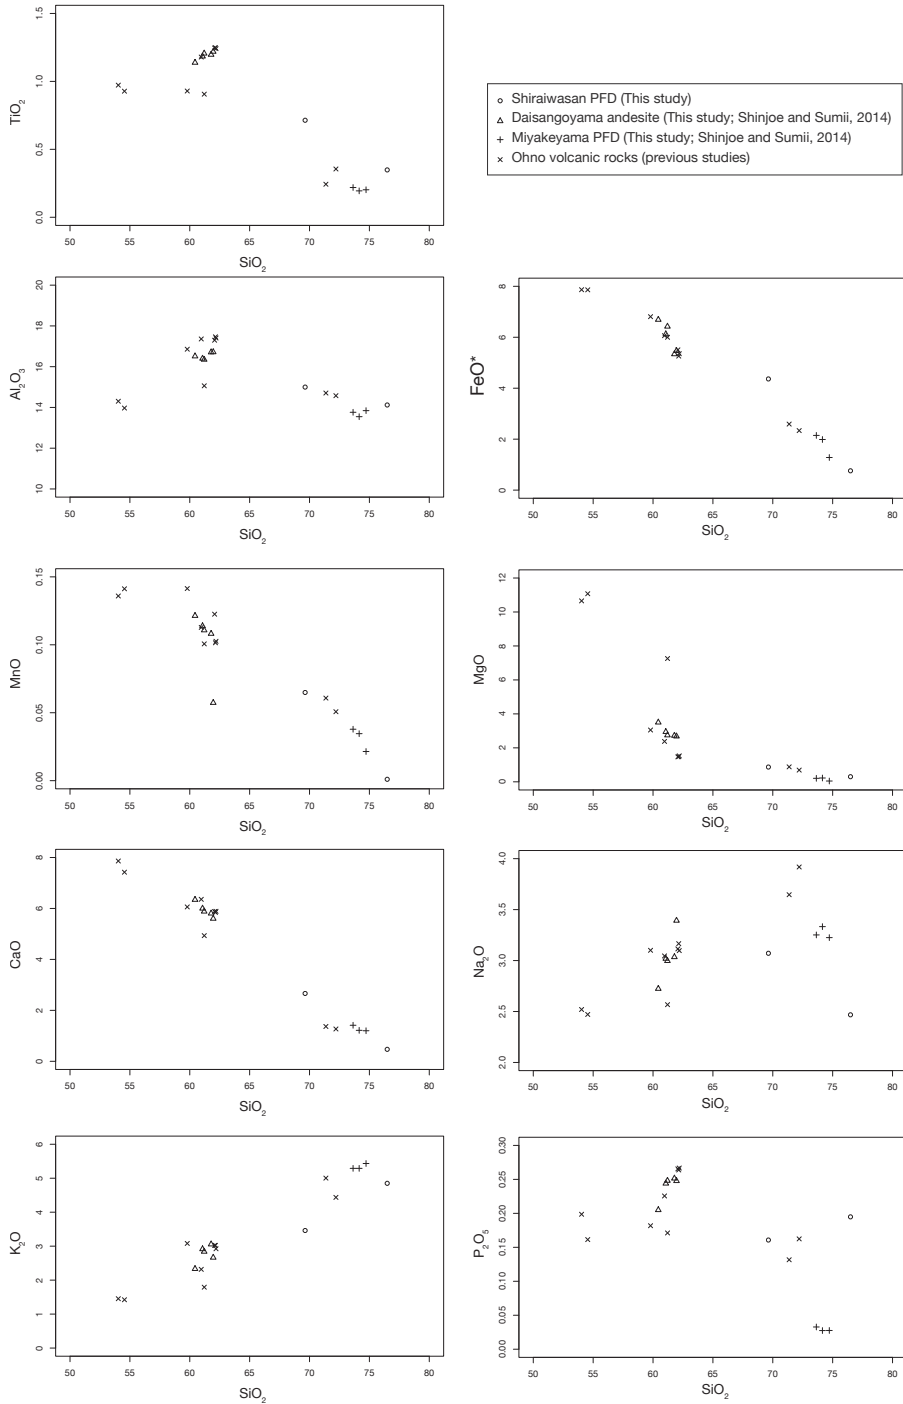 TiO2
0.0 0.5 1.0 1.5
50 55 60 65 70 75 80
SiO2
○ Shiraiwasan PFD (This study)
△ Daisangoyama andesite (This study; Shinjoe and Sumii, 2014)
+ Miyakeyama PFD (This study; Shinjoe and Sumii, 2014)
× Ohno volcanic rocks (previous studies)
Al2O3
10 12 14 16 18 20
50 55 60 65 70 75 80
SiO2
FeO*
0 2 4 6 8
50 55 60 65 70 75 80
SiO2
MnO
0.00 0.05 0.10 0.15
50 55 60 65 70 75 80
SiO2
MgO
0 2 4 6 8 10 12
50 55 60 65 70 75 80
SiO2
CaO
0 2 4 6 8
50 55 60 65 70 75 80
SiO2
Na2O
2.0 2.5 3.0 3.5 4.0
50 55 60 65 70 75 80
SiO2
K2O
0 1 2 3 4 5 6
50 55 60 65 70 75 80
SiO2
P2O5
0.00 0.05 0.10 0.15 0.20 0.25 0.30
50 55 60 65 70 75 80
SiO2